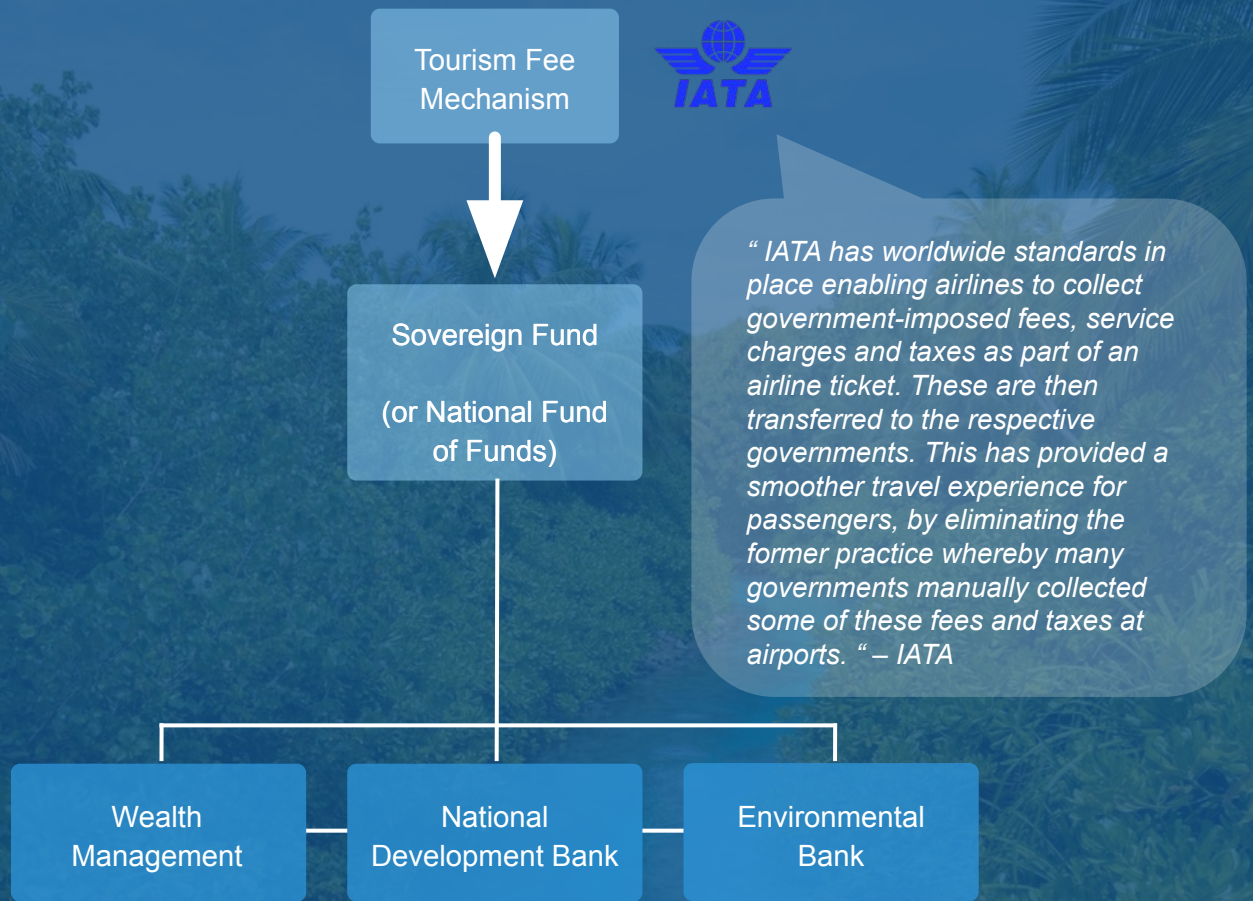 Tourism Fee
Mechanism
IATA
Sovereign Fund
(or National Fund
of Funds)
“ IATA has worldwide standards in
place enabling airlines to collect
government-imposed fees, service
charges and taxes as part of an
airline ticket. These are then
transferred to the respective
governments. This has provided a
smoother travel experience for
passengers, by eliminating the
former practice whereby many
governments manually collected
some of these fees and taxes at
airports. “ – IATA
Wealth
Management
National
Development Bank
Environmental
Bank